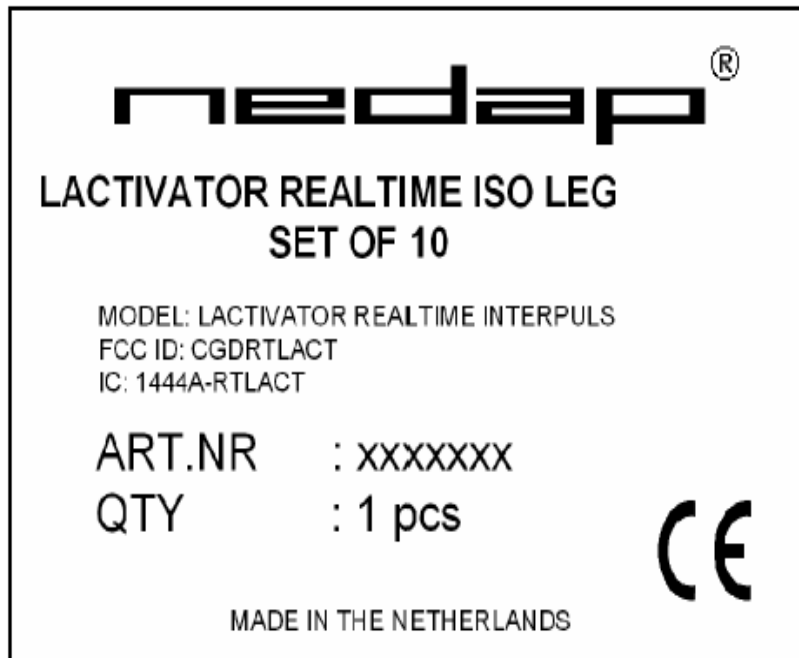 nedap®
LACTIVATOR REALTIME ISO LEG
SET OF 10
MODEL: LACTIVATOR REALTIME INTERPULS
FCC ID: CGDRTLACT
IC: 1444A-RTLACT
ART.NR : xxxxxxx
QTY : 1 pcs
CE
MADE IN THE NETHERLANDS